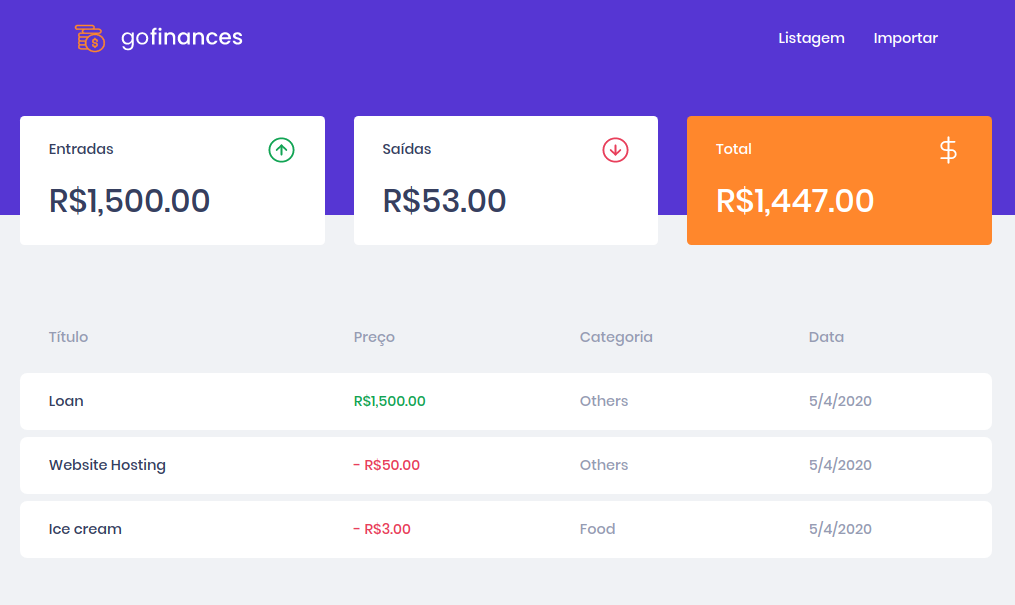 gofinances
Listagem Importar
Entradas
R$1,500.00
Saídas
R$53.00
Total
$
R$1,447.00
Título Preço Categoria Data
Loan R$1,500.00 Others 5/4/2020
Website Hosting - R$50.00 Others 5/4/2020
Ice cream - R$3.00 Food 5/4/2020